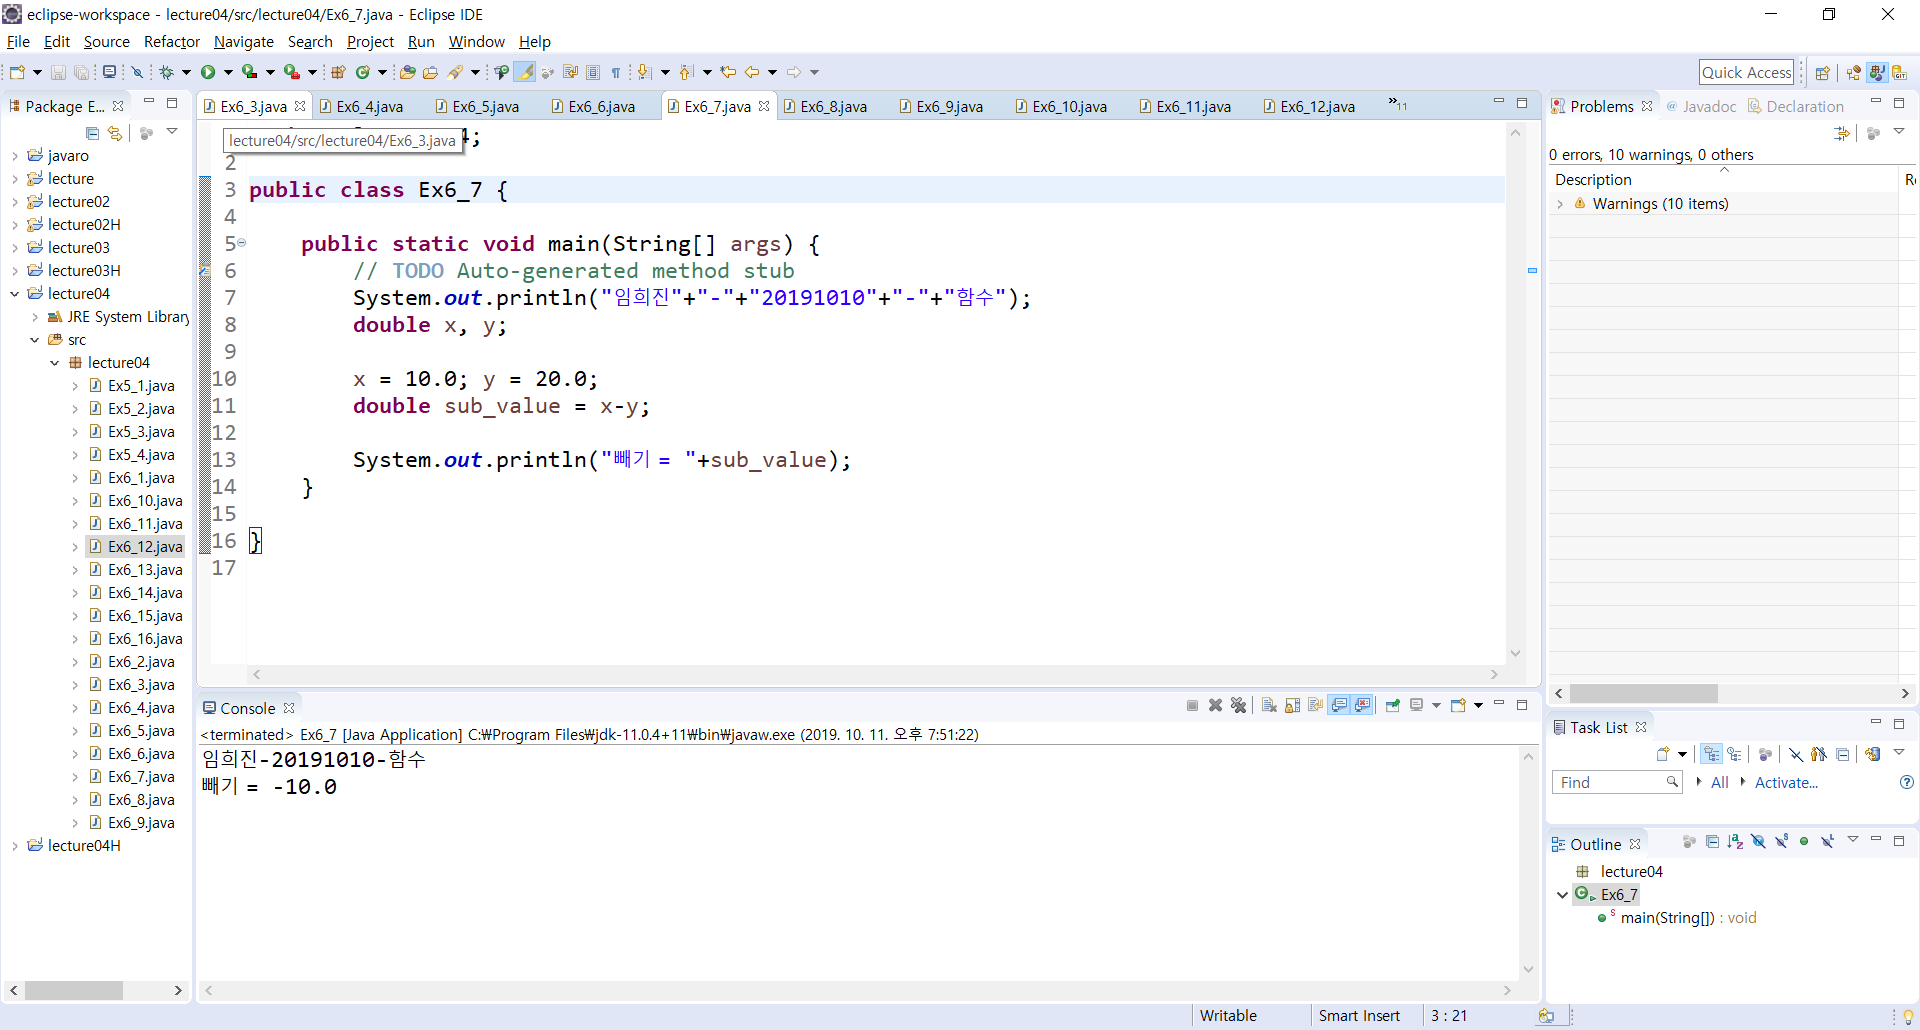 eclipse-workspace - lecture04/src/lecture04/Ex6_7.java - Eclipse IDE
File Edit Source Refactor Navigate Search Project Run Window Help
Quick Access
Package E...
javaro
lecture
lecture02
lecture02H
lecture03
lecture03H
lecture04
JRE System Library
src
lecture04
Ex5_1.java
Ex5_2.java
Ex5_3.java
Ex5_4.java
Ex6_1.java
Ex6_10.java
Ex6_11.java
Ex6_12.java
Ex6_13.java
Ex6_14.java
Ex6_15.java
Ex6_16.java
Ex6_2.java
Ex6_3.java
Ex6_4.java
Ex6_5.java
Ex6_6.java
Ex6_7.java
Ex6_8.java
Ex6_9.java
lecture04H
Ex6_3.java Ex6_4.java Ex6_5.java Ex6_6.java Ex6_7.java Ex6_8.java Ex6_9.java Ex6_10.java Ex6_11.java Ex6_12.java »11
lecture04/src/lecture04/Ex6_3.java 4;
2
3 public class Ex6_7 {
4
5 public static void main(String[] args) {
6 // TODO Auto-generated method stub
7 System.out.println("임희진"+"-"+"20191010"+"-"+"함수");
8 double x, y;
9
10 x = 10.0; y = 20.0;
11 double sub_value = x-y;
12
13 System.out.println("빼기 = "+sub_value);
14 }
15
16 }
17
Console
<terminated> Ex6_7 [Java Application] C:₩Program Files₩jdk-11.0.4+11₩bin₩javaw.exe (2019. 10. 11. 오후 7:51:22)
임희진-20191010-함수
빼기 = -10.0
Problems @ Javadoc Declaration
0 errors, 10 warnings, 0 others
Description R
Warnings (10 items)
Task List
Find All Activate...
Outline
lecture04
Ex6_7
main(String[]) : void
Writable Smart Insert 3 : 21